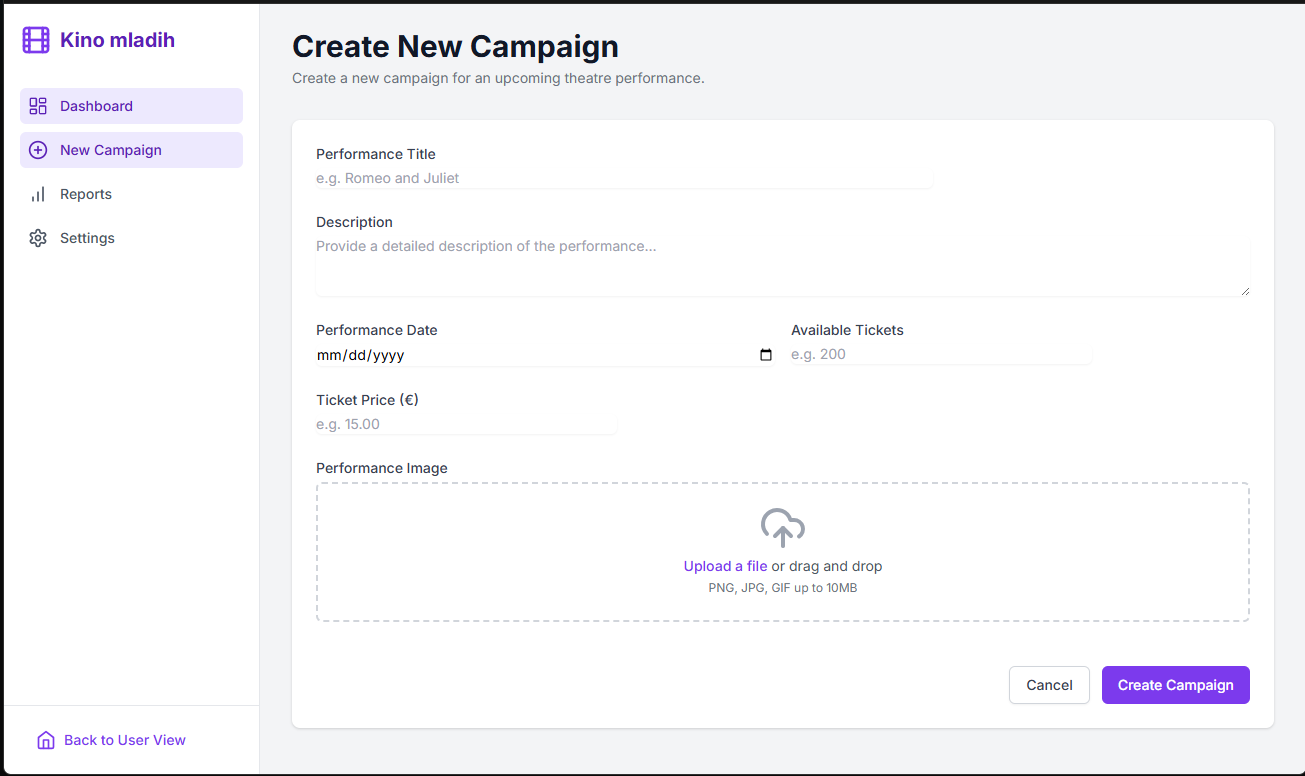 Kino mladih
Dashboard
New Campaign
Reports
Settings
Back to User View
Create New Campaign
Create a new campaign for an upcoming theatre performance.
Performance Title
e.g. Romeo and Juliet
Description
Provide a detailed description of the performance...
Performance Date
mm/dd/yyyy
Available Tickets
e.g. 200
Ticket Price (€)
e.g. 15.00
Performance Image
Upload a file or drag and drop
PNG, JPG, GIF up to 10MB
Cancel
Create Campaign